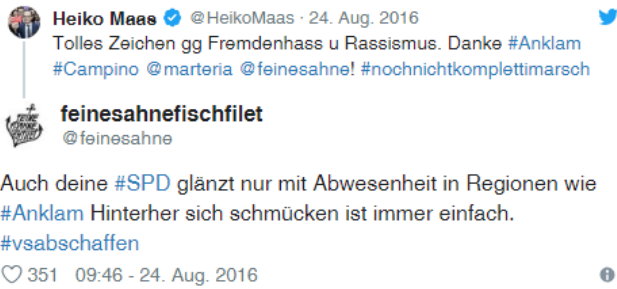 Heiko Maas @HeikoMaas · 24. Aug. 2016
Tolles Zeichen gg Fremdenhass u Rassismus. Danke #Anklam
#Campino @marteria @feinesahne! #nochnichtkomplettimarsch
feinesahnefischfilet
@feinesahne
Auch deine #SPD glänzt nur mit Abwesenheit in Regionen wie
#Anklam Hinterher sich schmücken ist immer einfach.
#vsabschaffen
351 09:46 - 24. Aug. 2016